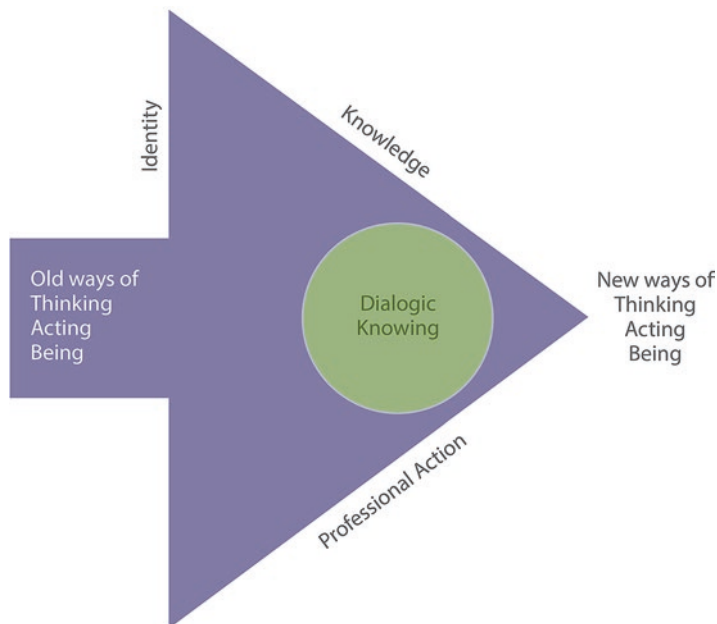 Identity
Knowledge
Old ways of
Thinking
Acting
Being
Dialogic
Knowing
New ways of
Thinking
Acting
Being
Professional Action